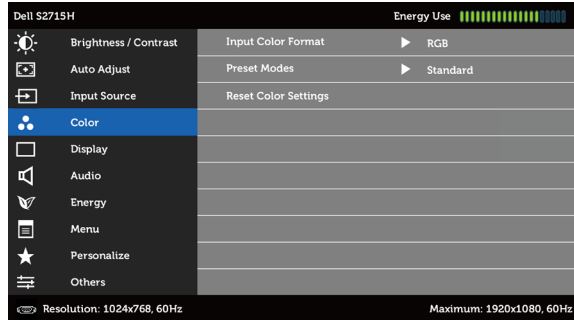 Dell S2715H Energy Use
Brightness / Contrast Input Color Format RGB
Auto Adjust Preset Modes Standard
Input Source Reset Color Settings
Color
Display
Audio
Energy
Menu
Personalize
Others
Resolution: 1024x768, 60Hz Maximum: 1920x1080, 60Hz